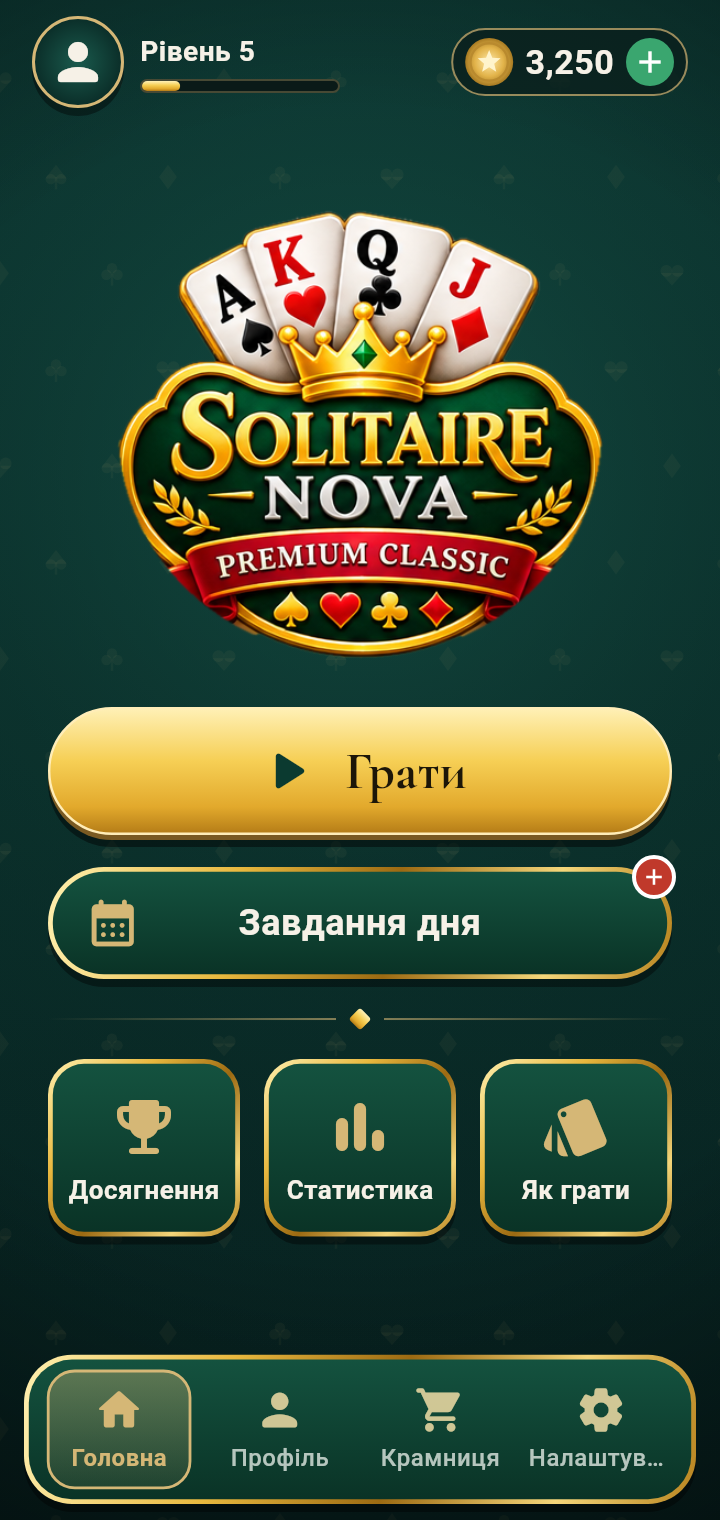 Рівень 5
3,250
A
K
Q
J
SOLITAIRE
NOVA
PREMIUM CLASSIC
Грати
Завдання дня
Досягнення
Статистика
Як грати
Головна
Профіль
Крамниця
Налаштув...